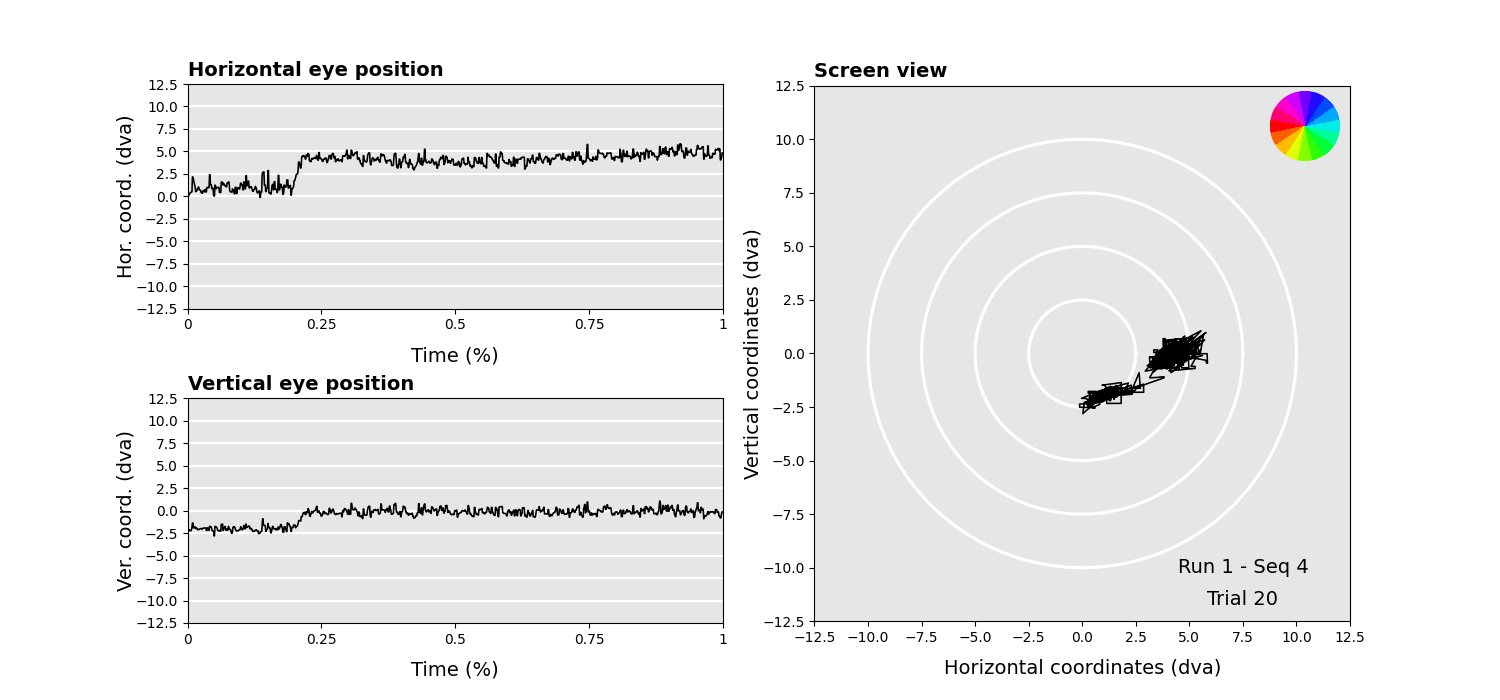 Horizontal eye position
12.5
10.0
7.5
5.0
2.5
0.0
−2.5
−5.0
−7.5
−10.0
−12.5
Hor. coord. (dva)
0 0.25 0.5 0.75 1
Time (%)
Vertical eye position
12.5
10.0
7.5
5.0
2.5
0.0
−2.5
−5.0
−7.5
−10.0
−12.5
Ver. coord. (dva)
0 0.25 0.5 0.75 1
Time (%)
Screen view
12.5
10.0
7.5
5.0
2.5
0.0
−2.5
−5.0
−7.5
−10.0
−12.5
Vertical coordinates (dva)
Run 1 - Seq 4
Trial 20
−12.5 −10.0 −7.5 −5.0 −2.5 0.0 2.5 5.0 7.5 10.0 12.5
Horizontal coordinates (dva)